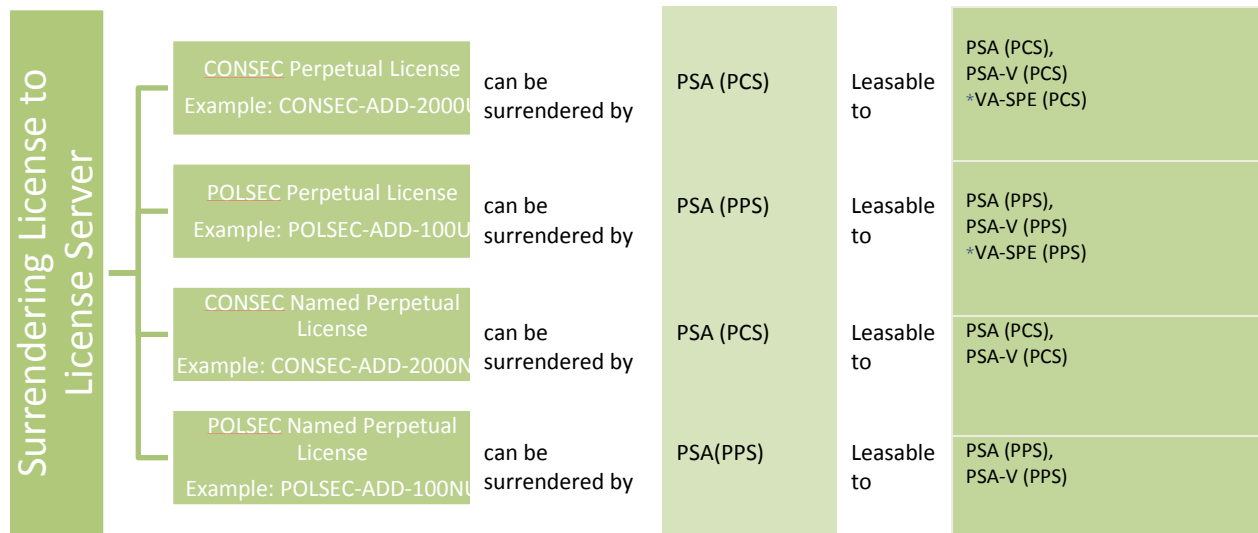 Surrendering License to
License Server
CONSEC Perpetual License
Example: CONSEC-ADD-2000U
can be
surrendered by
PSA (PCS)
Leasable
to
PSA (PCS),
PSA-V (PCS)
*VA-SPE (PCS)
POLSEC Perpetual License
Example: POLSEC-ADD-100U
can be
surrendered by
PSA (PPS)
Leasable
to
PSA (PPS),
PSA-V (PPS)
*VA-SPE (PPS)
CONSEC Named Perpetual
License
Example: CONSEC-ADD-2000N
can be
surrendered by
PSA (PCS)
Leasable
to
PSA (PCS),
PSA-V (PCS)
POLSEC Named Perpetual
License
Example: POLSEC-ADD-100NU
can be
surrendered by
PSA(PPS)
Leasable
to
PSA (PPS),
PSA-V (PPS)